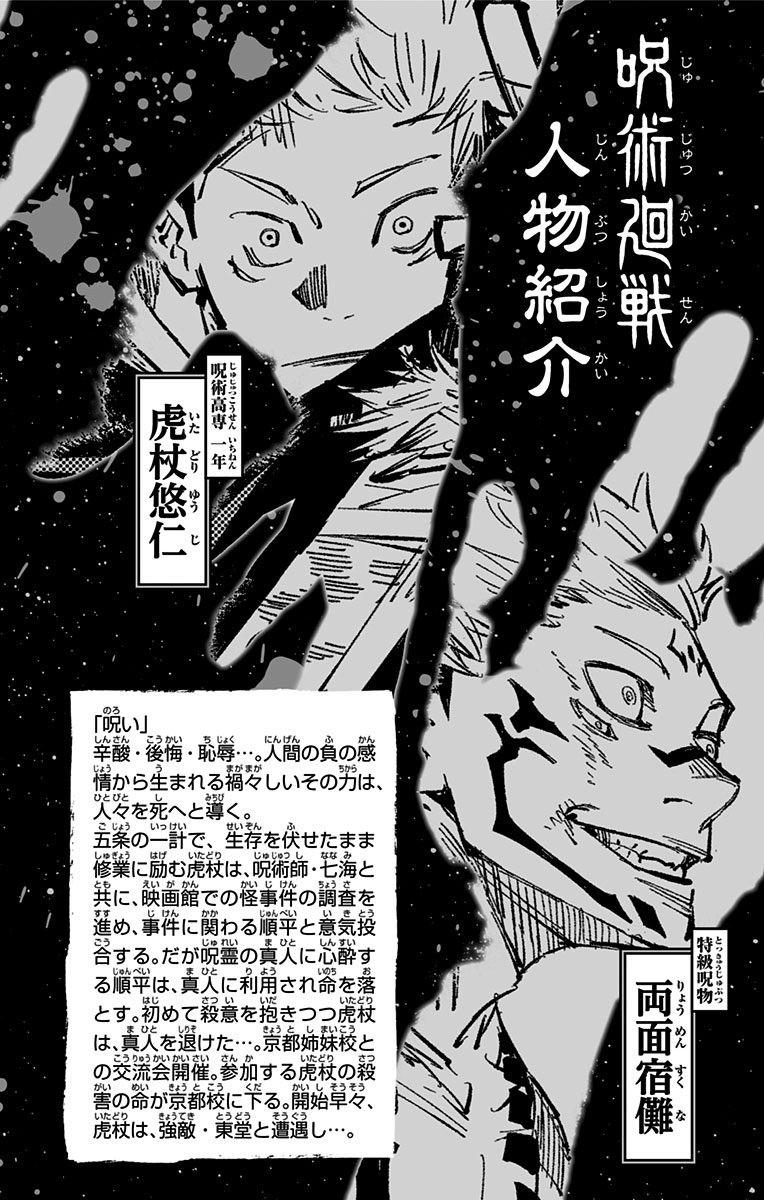 呪術廻戦
人物紹介
呪術高専 一年
虎杖悠仁
特級呪物
両面宿儺
「呪い」
辛酸・後悔・恥辱…。人間の負の感
情から生まれる禍々しいその力は、
人々を死へと導く。
五条の一計で、生存を伏せたまま
修業に励む虎杖は、呪術師・七海と
共に、映画館での怪事件の調査を
進め、事件に関わる順平と意気投
合する。だが呪霊の真人に心酔す
る順平は、真人に利用され命を落
とす。初めて殺意を抱きつつ虎杖
は、真人を退けた…。京都姉妹校と
の交流会開催。参加する虎杖の殺
害の命が京都校に下る。開始早々、
虎杖は、強敵・東堂と遭遇し…。